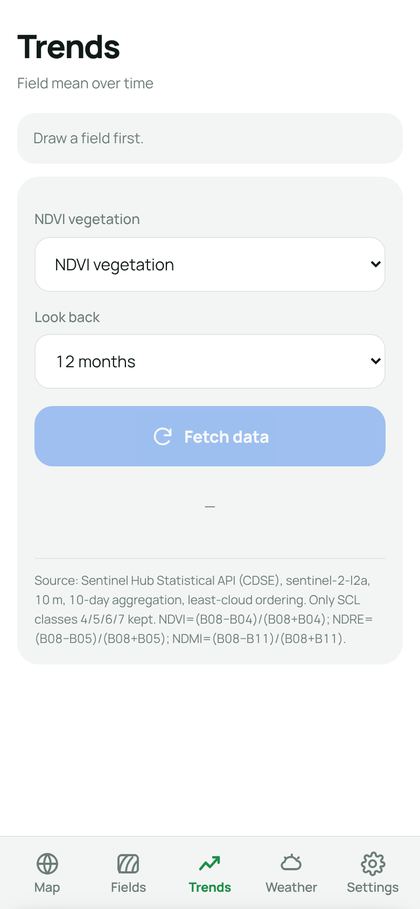 Trends
Field mean over time
Draw a field first.
NDVI vegetation
NDVI vegetation
Look back
12 months
Fetch data
—
Source: Sentinel Hub Statistical API (CDSE), sentinel-2-l2a,
10 m, 10-day aggregation, least-cloud ordering. Only SCL
classes 4/5/6/7 kept. NDVI=(B08−B04)/(B08+B04); NDRE=
(B08−B05)/(B08+B05); NDMI=(B08−B11)/(B08+B11).
Map
Fields
Trends
Weather
Settings